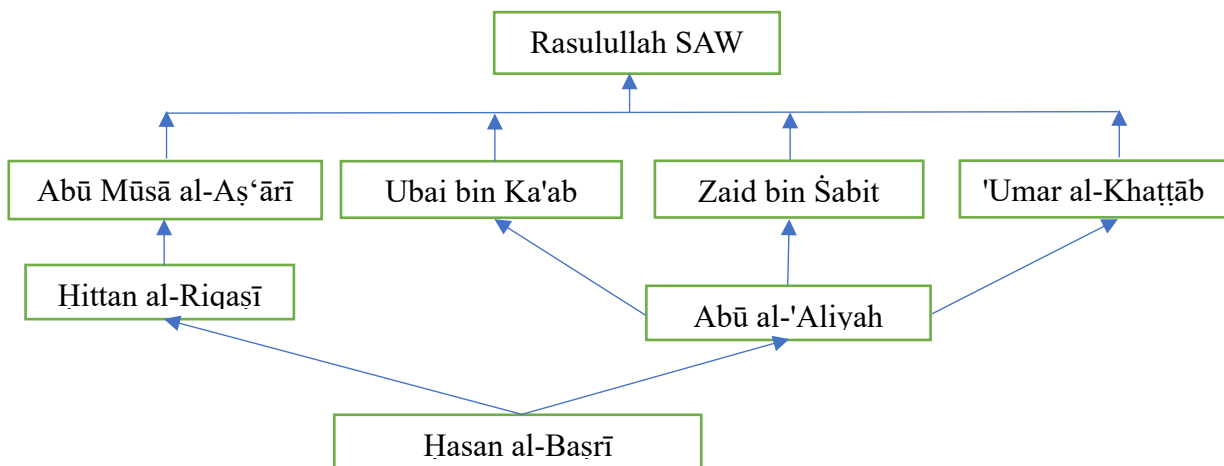 Rasulullah SAW
Abū Mūsā al-Aṣ‘ārī
Ubai bin Ka'ab
Zaid bin Ṡabit
'Umar al-Khaṭṭāb
Ḥittan al-Riqaṣī
Abū al-'Aliyah
Ḥasan al-Baṣrī